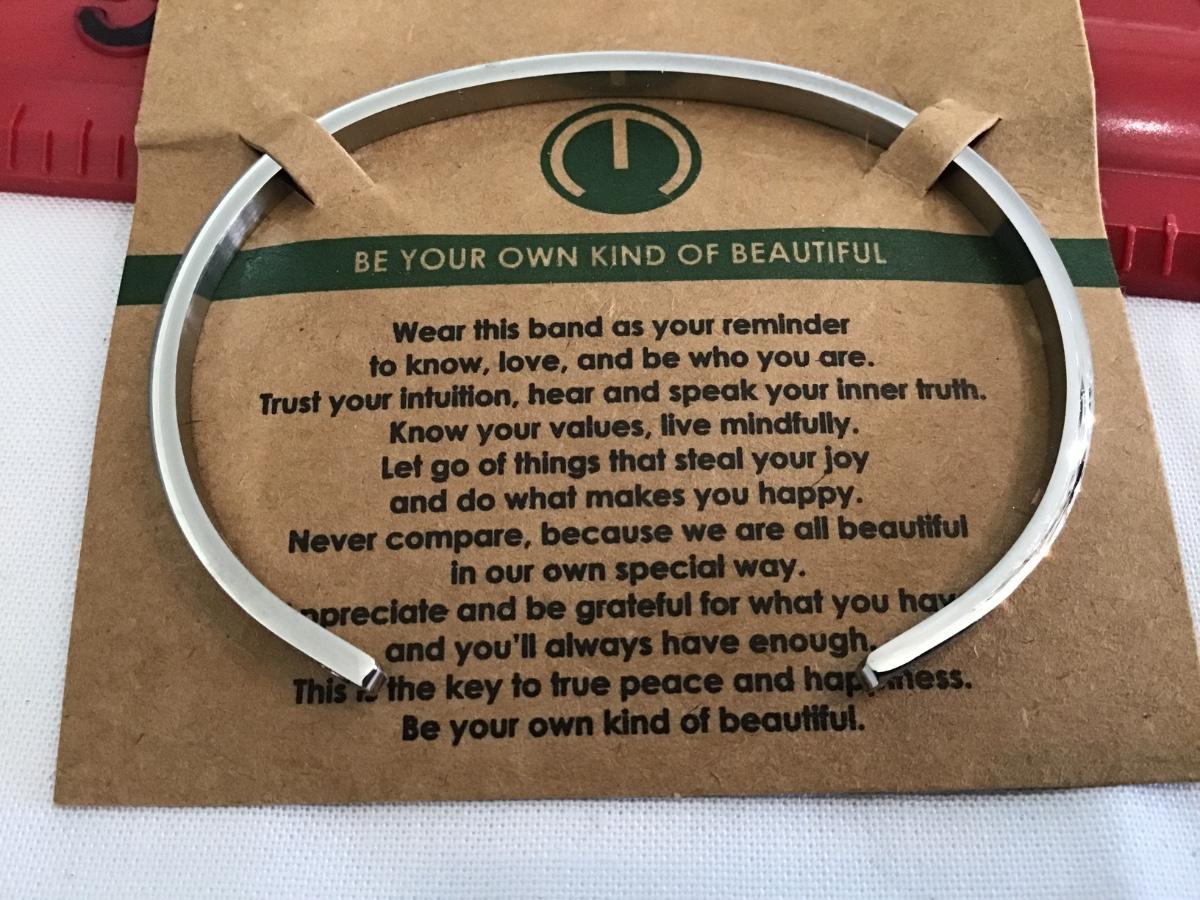 BE YOUR OWN KIND OF BEAUTIFUL
Wear this band as your reminder
to know, love, and be who you are.
Trust your intuition, hear and speak your inner truth.
Know your values, live mindfully.
Let go of things that steal your joy
and do what makes you happy.
Never compare, because we are all beautiful
in our own special way.
Appreciate and be grateful for what you have
and you'll always have enough.
This is the key to true peace and happiness.
Be your own kind of beautiful.